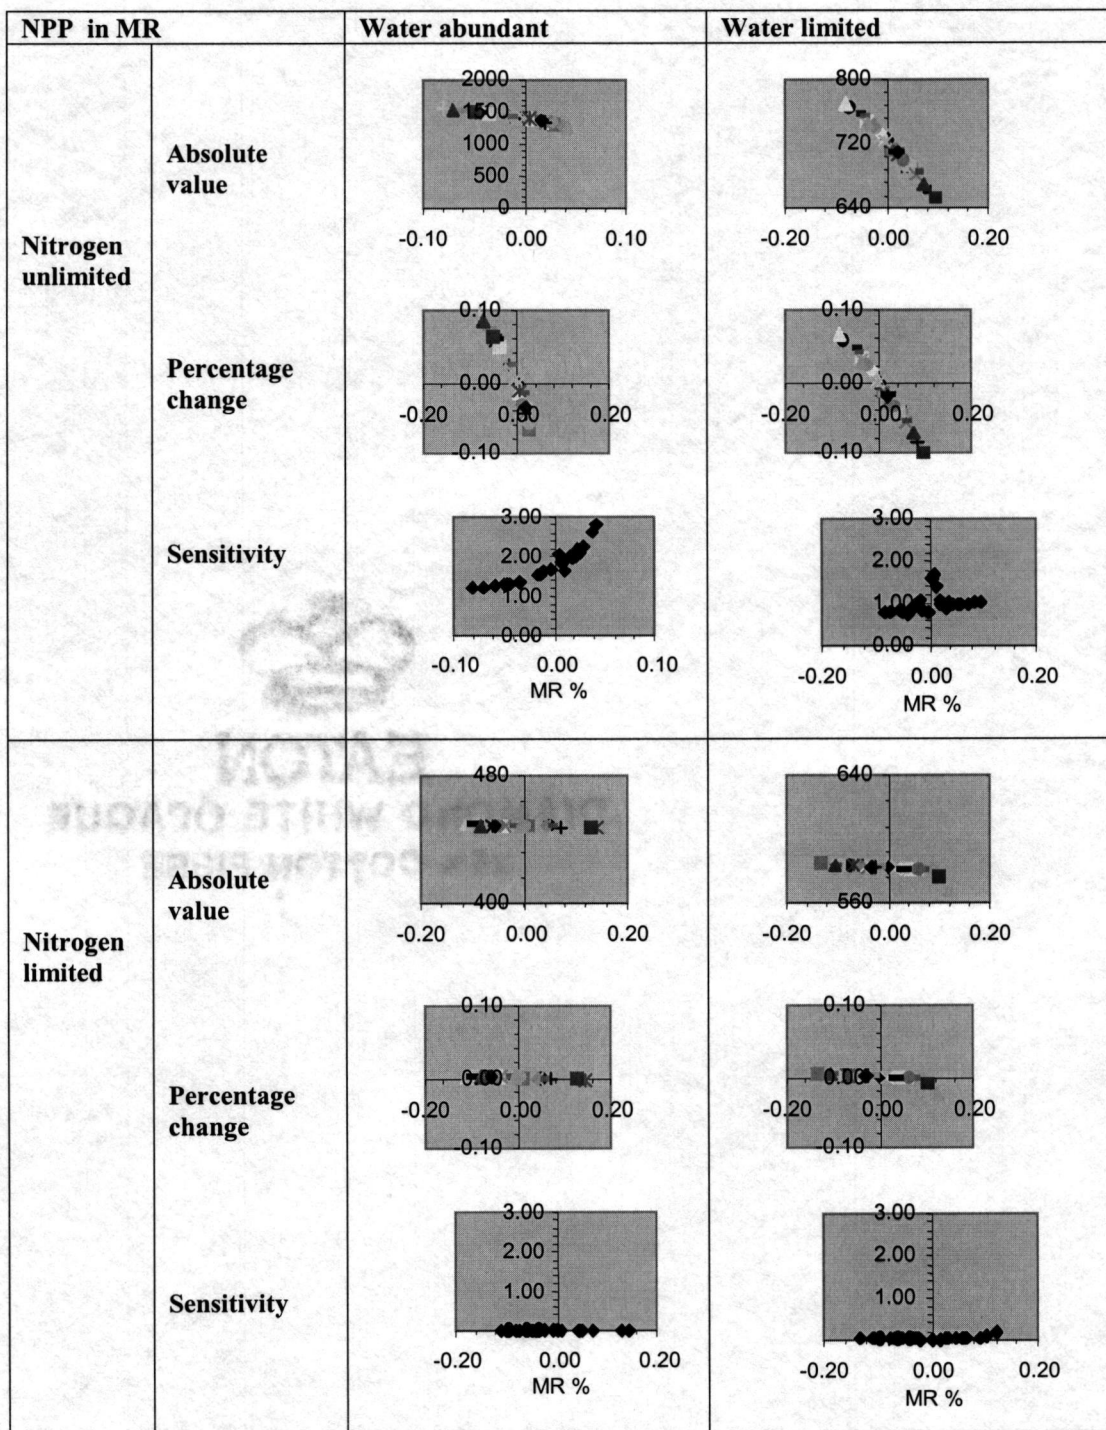 NPP in MR Water abundant Water limited
Nitrogen unlimited
Absolute value
2000
1500
1000
500
0
-0.10 0.00 0.10
800
720
640
-0.20 0.00 0.20
Percentage change
0.10
0.00
-0.20 0.00 0.20
-0.10
0.10
0.00
-0.20 0.00 0.20
-0.10
Sensitivity
3.00
2.00
1.00
0.00
-0.10 0.00 0.10
MR %
3.00
2.00
1.00
0.00
-0.20 0.00 0.20
MR %
Nitrogen limited
Absolute value
480
400
-0.20 0.00 0.20
640
560
-0.20 0.00 0.20
Percentage change
0.10
0.00
-0.20 0.00 0.20
-0.10
0.10
0.00
-0.20 0.00 0.20
-0.10
Sensitivity
3.00
2.00
1.00
-0.20 0.00 0.20
MR %
3.00
2.00
1.00
-0.20 0.00 0.20
MR %
EATON